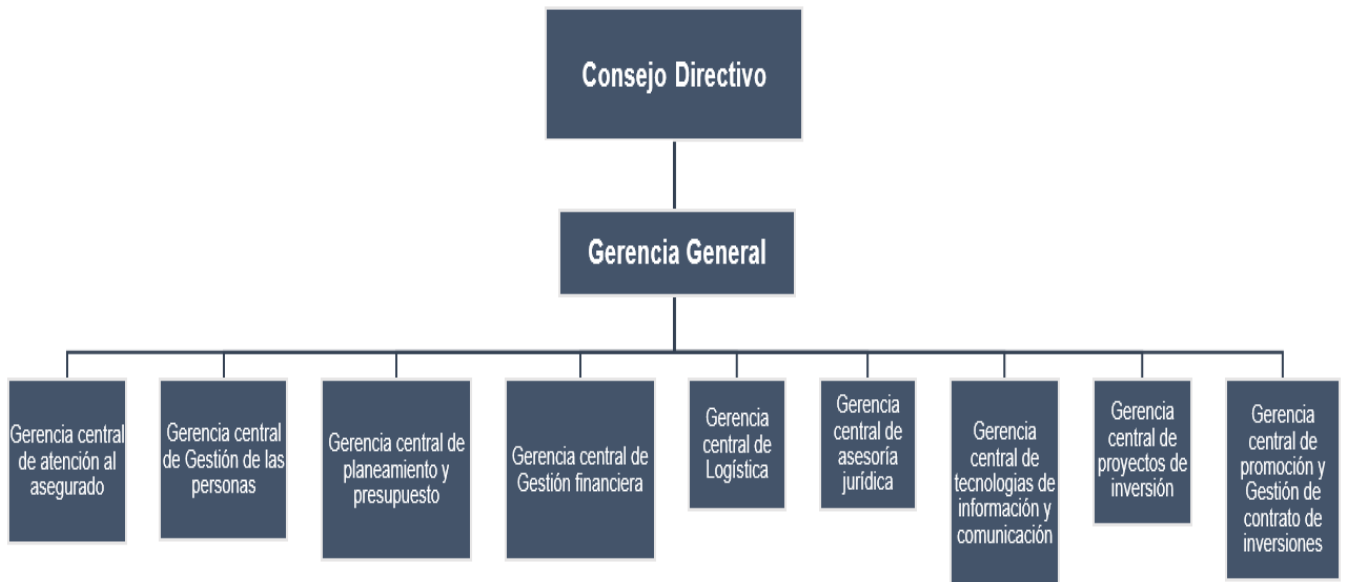 Consejo Directivo
Gerencia General
Gerencia central
de atención al
asegurado
Gerencia central
de Gestión de las
personas
Gerencia central de
planeamiento y
presupuesto
Gerencia central de
Gestión financiera
Gerencia
central de
Logística
Gerencia
central de
asesoría
jurídica
Gerencia
central de
tecnologias de
información y
comunicación
Gerencia
central de
proyectos de
inversión
Gerencia
central de
promoción y
Gestión de
contrato de
inversiones